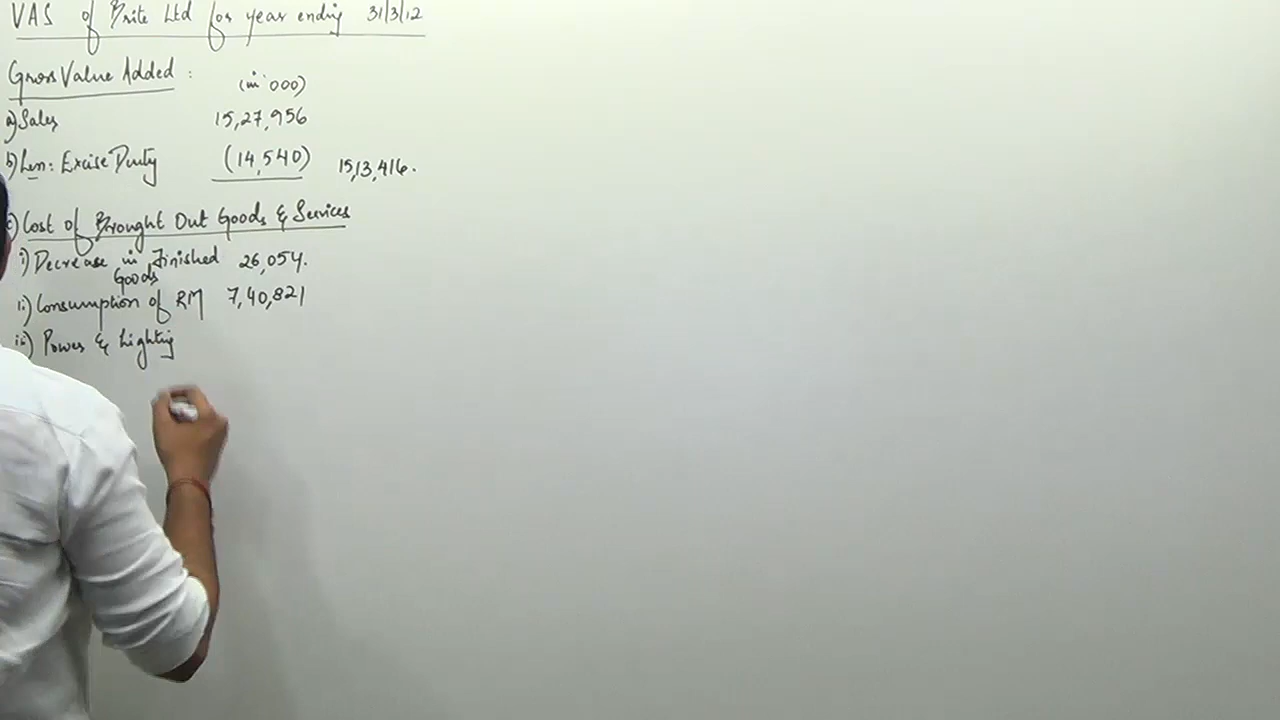 VAS of Brite Ltd for year ending 31/3/12
Gross Value Added :
(in '000)
a) Sales 15,27,956
b) Less: Excise Duty (14,540) 15,13,416.
c) Cost of Brought Out Goods & Services
i) Decrease in Finished Goods 26,054.
ii) Consumption of RM 7,40,821
iii) Power & Lighting